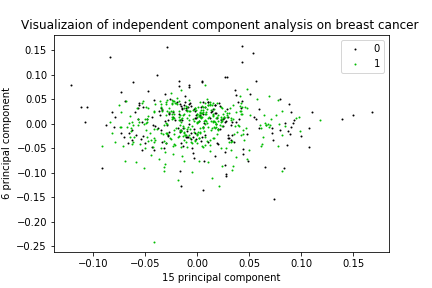 Visualizaion of independent component analysis on breast cancer
0.15
0.10
0.05
0.00
−0.05
−0.10
−0.15
−0.20
−0.25
6 principal component
0
1
−0.10 −0.05 0.00 0.05 0.10 0.15
15 principal component